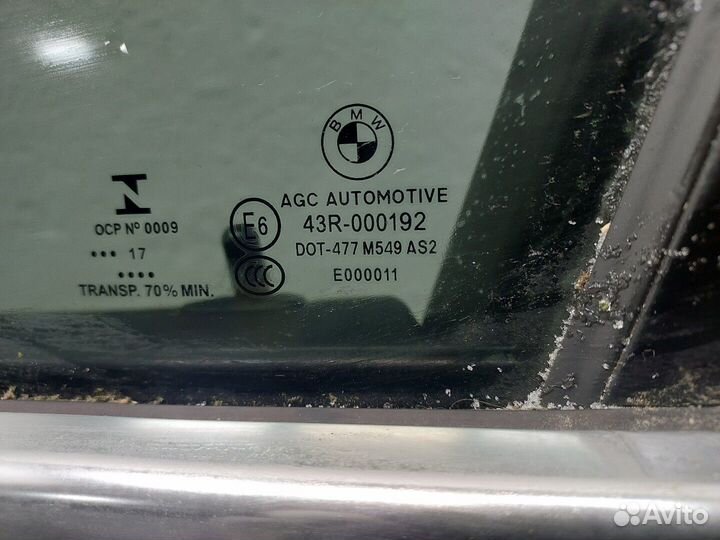 BMW
AGC AUTOMOTIVE
E6
43R-000192
DOT-477 M549 AS2
CCC
E000011
OCP Nº 0009
••• 17
••••
TRANSP. 70% MIN.
Avito